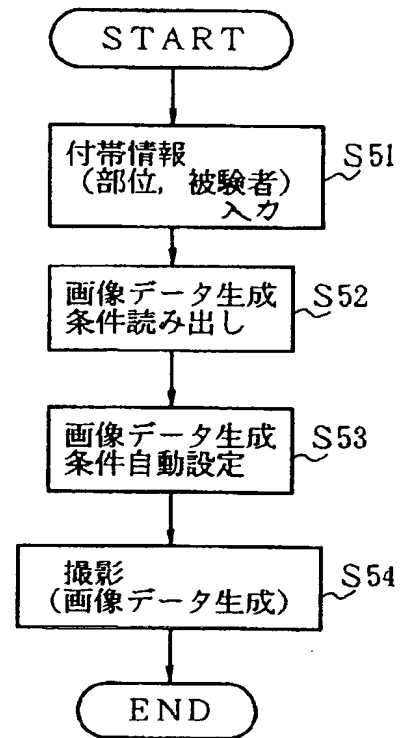 START
付帯情報
(部位, 被験者)
入力
S51
画像データ生成
条件読み出し
S52
画像データ生成
条件自動設定
S53
撮影
(画像データ生成)
S54
END